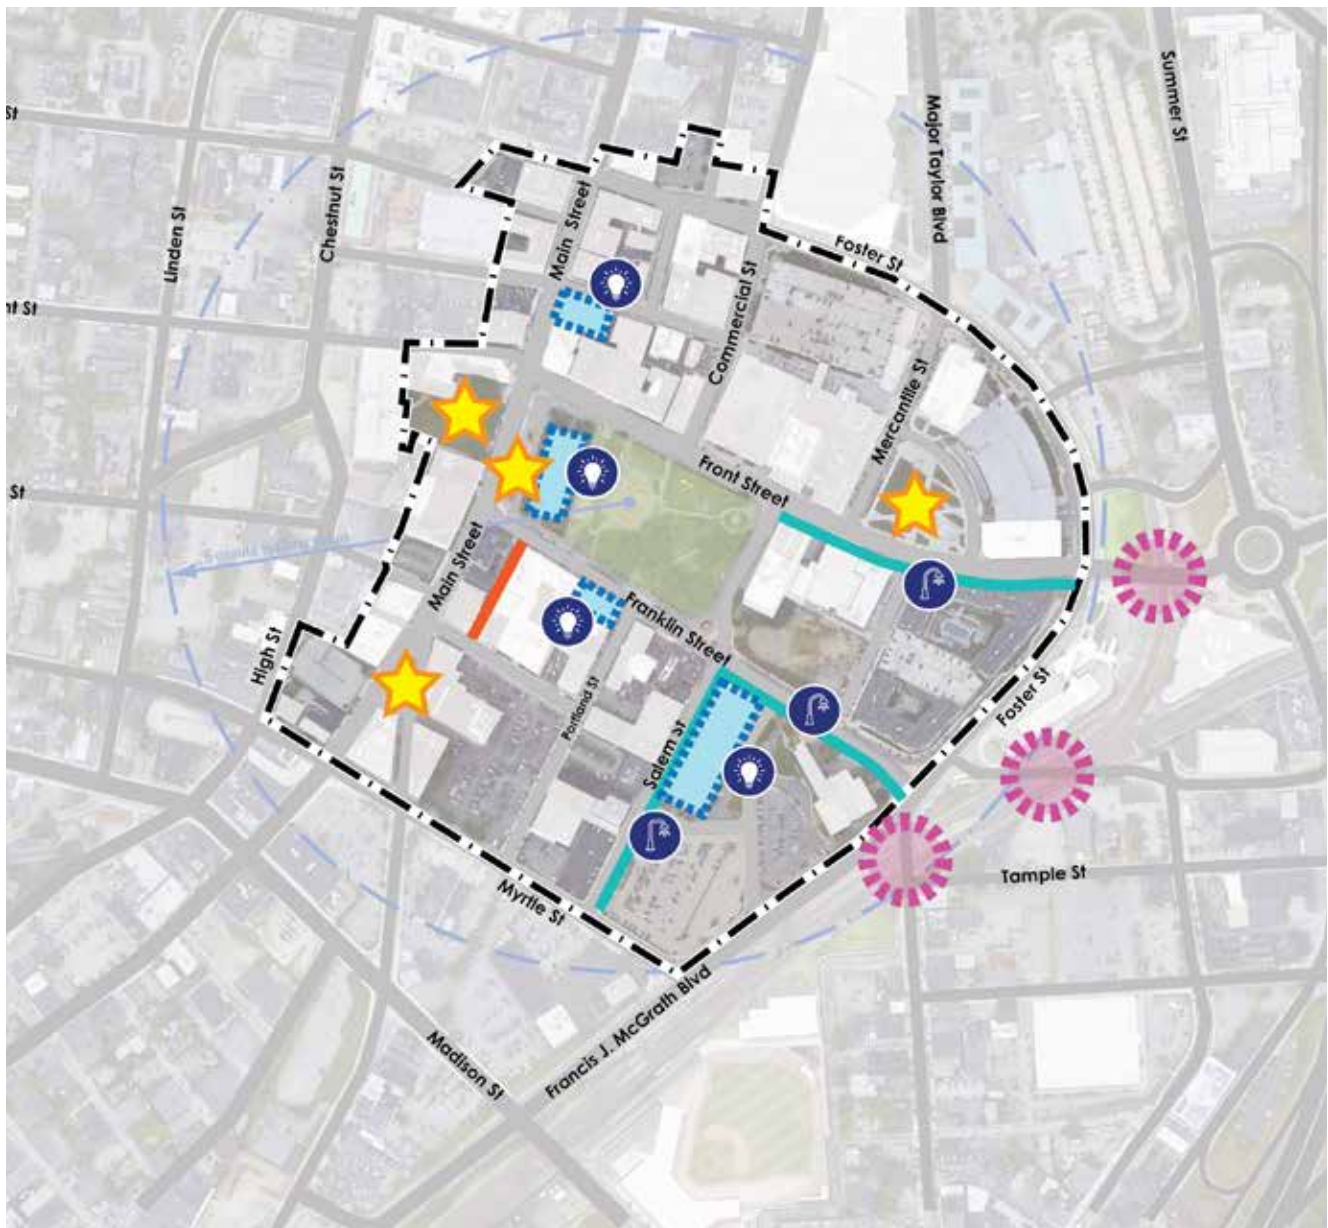 St
Summer St
Major Taylor Blvd
Chestnut St
Linden St
Main Street
Foster St
Commercial St
nt St
Mercantile St
Front Street
St
Main Street
Franklin Street
High St
Portland St
Foster St
Salem St
Tample St
Myrtle St
Francis J. McGrath Blvd
Madison St